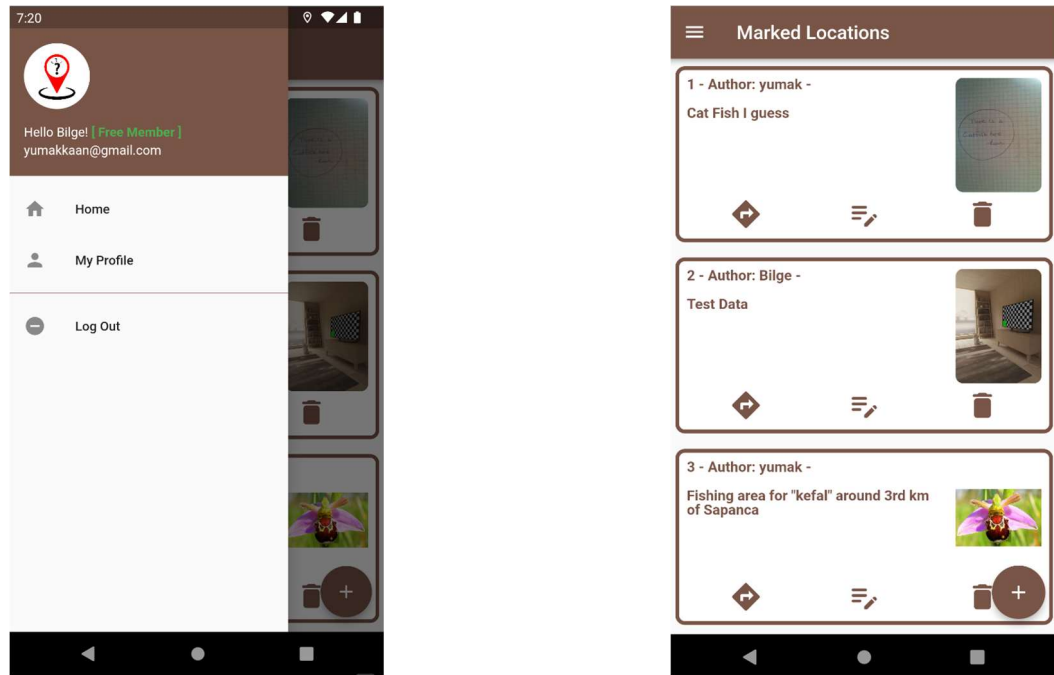 7:20
?
Hello Bilge! [ Free Member ]
yumakkaan@gmail.com
Home
My Profile
Log Out
+
Marked Locations
1 - Author: yumak -
Cat Fish I guess
2 - Author: Bilge -
Test Data
3 - Author: yumak -
Fishing area for "kefal" around 3rd km
of Sapanca
+